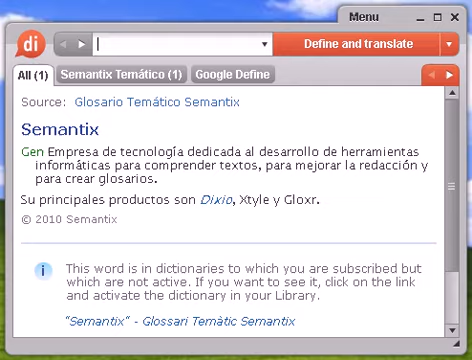 Menu
di
Define and translate
All (1)
Semantix Temático (1)
Google Define
Source: Glosario Temático Semantix
Semantix
Gen Empresa de tecnología dedicada al desarrollo de herramientas
informáticas para comprender textos, para mejorar la redacción y
para crear glosarios.
Su principales producton son Dixio, Xtyle y Gloxr.
© 2010 Semantix
This word is in dictionaries to which you are subscribed but
which are not active. If you want to see it, click on the link
and activate the dictionary in your Library.
"Semantix" - Glossari Temàtic Semantix